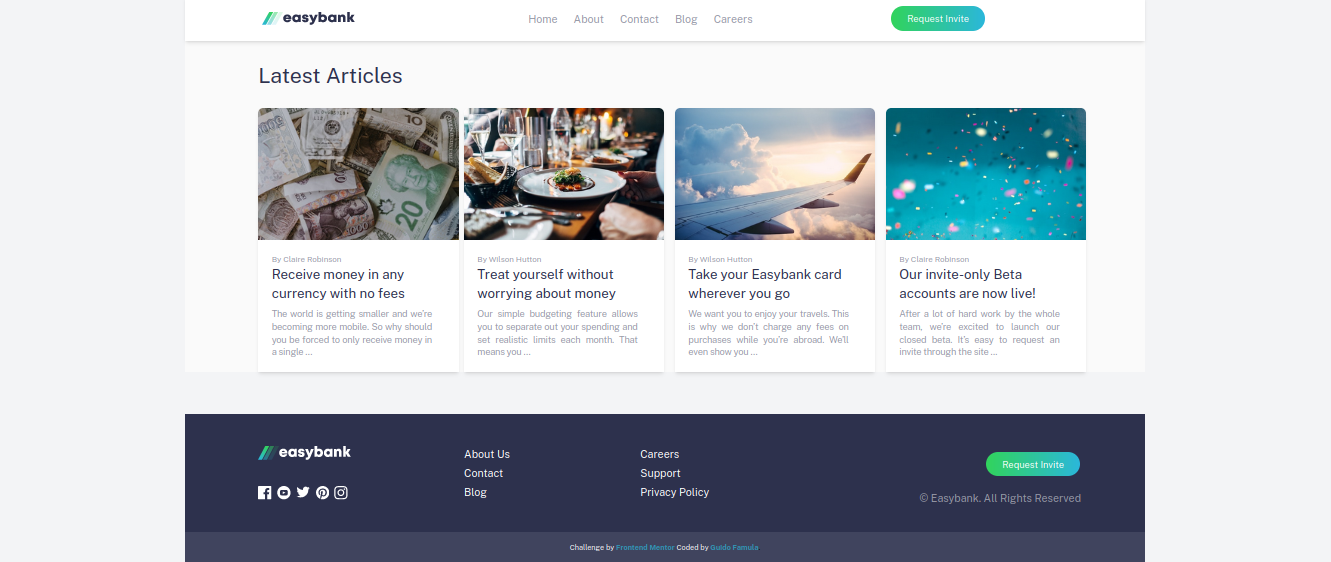 easybank
Home About Contact Blog Careers
Request Invite
Latest Articles
By Claire Robinson
Receive money in any
currency with no fees
The world is getting smaller and we're
becoming more mobile. So why should
you be forced to only receive money in
a single ...
By Wilson Hutton
Treat yourself without
worrying about money
Our simple budgeting feature allows
you to separate out your spending and
set realistic limits each month. That
means you ...
By Wilson Hutton
Take your Easybank card
wherever you go
We want you to enjoy your travels. This
is why we don't charge any fees on
purchases while you're abroad. We'll
even show you ...
By Claire Robinson
Our invite-only Beta
accounts are now live!
After a lot of hard work by the whole
team, we're excited to launch our
closed beta. It's easy to request an
invite through the site ...
easybank
About Us
Contact
Blog
Careers
Support
Privacy Policy
Request Invite
© Easybank. All Rights Reserved
Challenge by Frontend Mentor Coded by Guido Famula